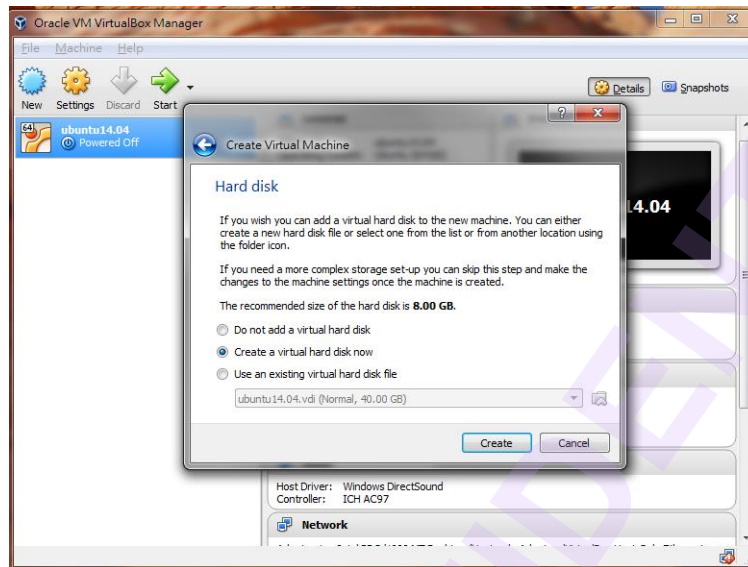 Oracle VM VirtualBox Manager
File Machine Help
New Settings Discard Start
Details Snapshots
64
ubuntu14.04
Powered Off
14.04
Create Virtual Machine
Hard disk
If you wish you can add a virtual hard disk to the new machine. You can either
create a new hard disk file or select one from the list or from another location using
the folder icon.
If you need a more complex storage set-up you can skip this step and make the
changes to the machine settings once the machine is created.
The recommended size of the hard disk is 8.00 GB.
Do not add a virtual hard disk
Create a virtual hard disk now
Use an existing virtual hard disk file
ubuntu14.04.vdi (Normal, 40.00 GB)
Create Cancel
Host Driver: Windows DirectSound
Controller: ICH AC97
Network